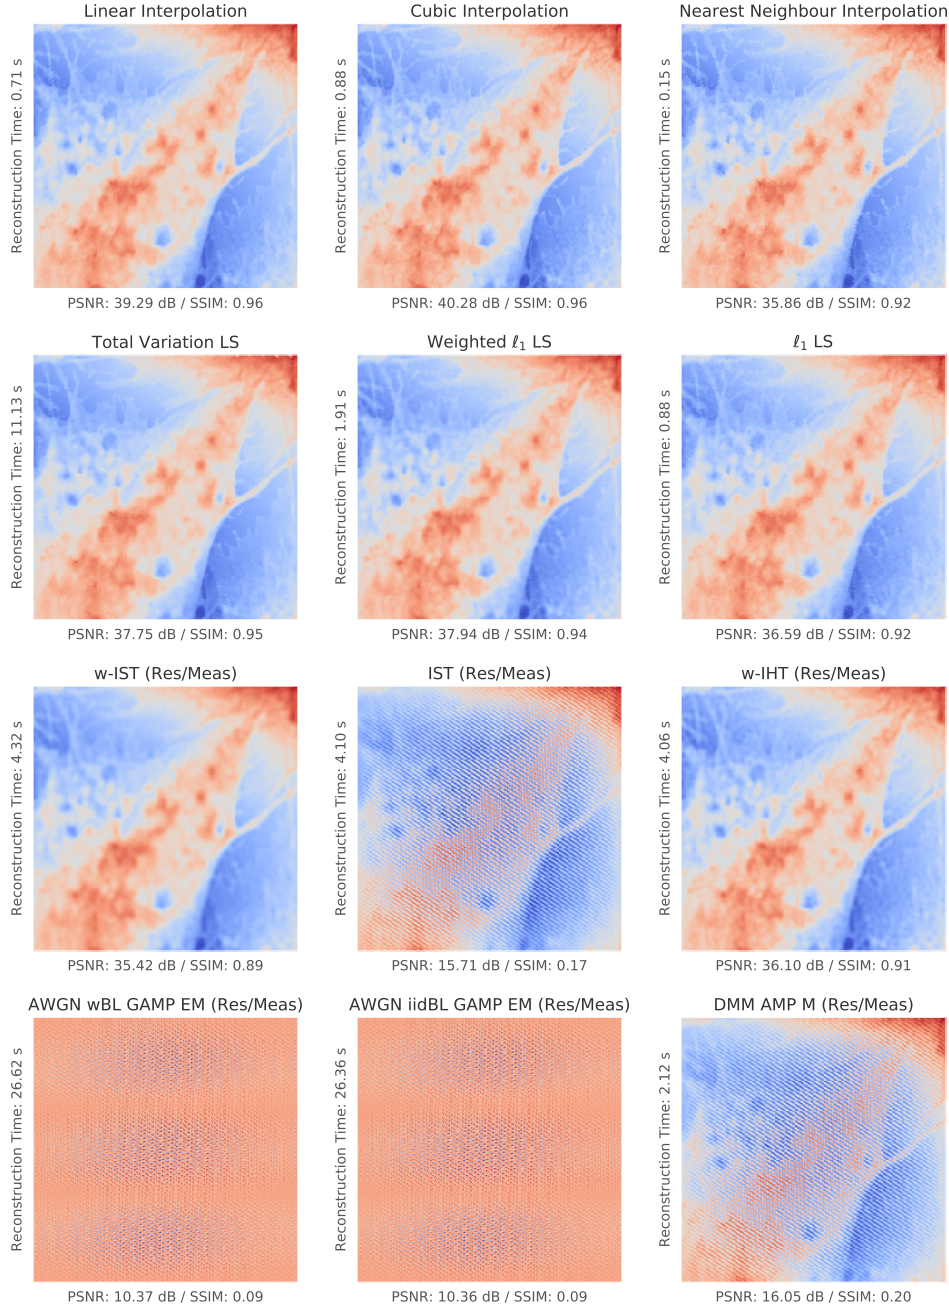 Linear Interpolation
Reconstruction Time: 0.71 s
PSNR: 39.29 dB / SSIM: 0.96
Cubic Interpolation
Reconstruction Time: 0.88 s
PSNR: 40.28 dB / SSIM: 0.96
Nearest Neighbour Interpolation
Reconstruction Time: 0.15 s
PSNR: 35.86 dB / SSIM: 0.92
Total Variation LS
Reconstruction Time: 11.13 s
PSNR: 37.75 dB / SSIM: 0.95
Weighted ℓ₁ LS
Reconstruction Time: 1.91 s
PSNR: 37.94 dB / SSIM: 0.94
ℓ₁ LS
Reconstruction Time: 0.88 s
PSNR: 36.59 dB / SSIM: 0.92
w-IST (Res/Meas)
Reconstruction Time: 4.32 s
PSNR: 35.42 dB / SSIM: 0.89
IST (Res/Meas)
Reconstruction Time: 4.10 s
PSNR: 15.71 dB / SSIM: 0.17
w-IHT (Res/Meas)
Reconstruction Time: 4.06 s
PSNR: 36.10 dB / SSIM: 0.91
AWGN wBL GAMP EM (Res/Meas)
Reconstruction Time: 26.62 s
PSNR: 10.37 dB / SSIM: 0.09
AWGN iidBL GAMP EM (Res/Meas)
Reconstruction Time: 26.36 s
PSNR: 10.36 dB / SSIM: 0.09
DMM AMP M (Res/Meas)
Reconstruction Time: 2.12 s
PSNR: 16.05 dB / SSIM: 0.20